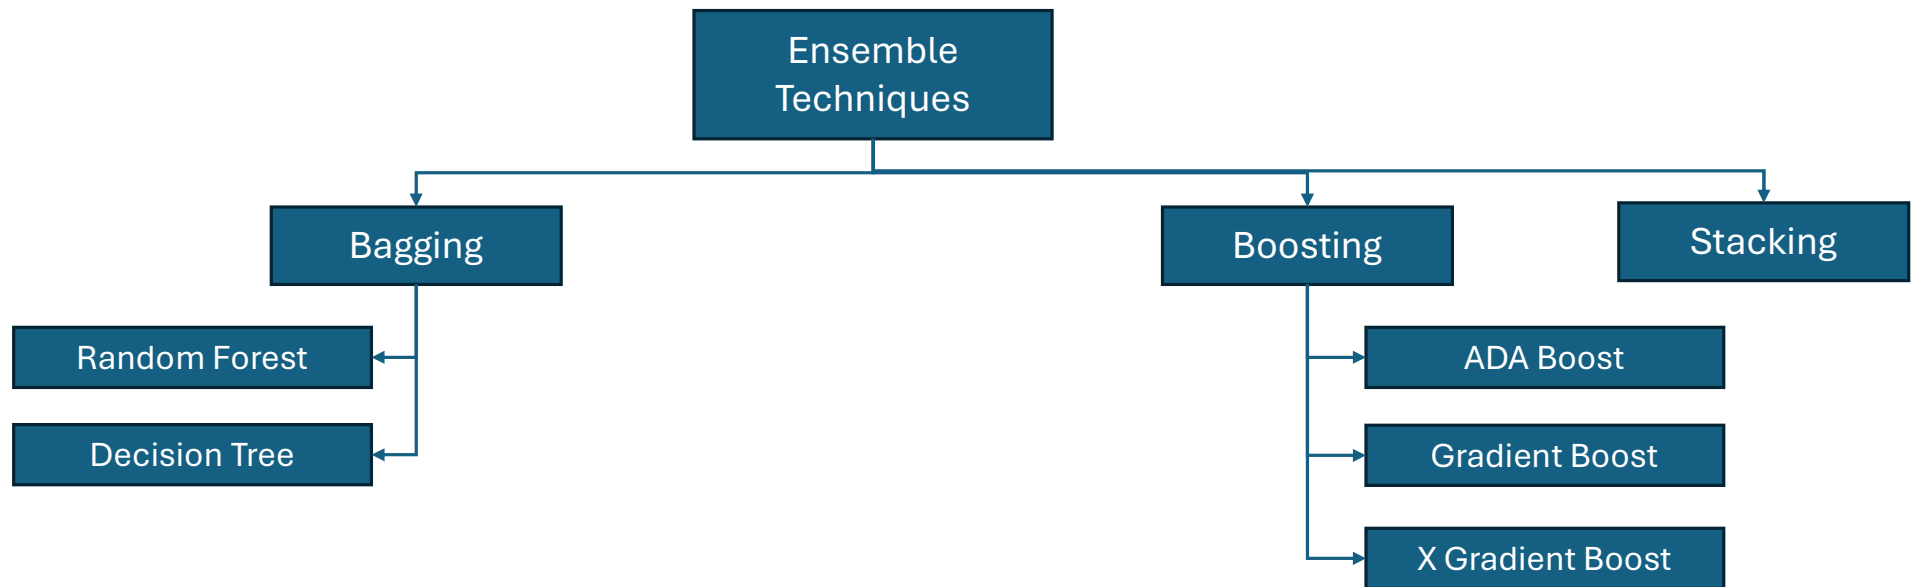 Ensemble
Techniques
Bagging
Boosting
Stacking
Random Forest
ADA Boost
Decision Tree
Gradient Boost
X Gradient Boost